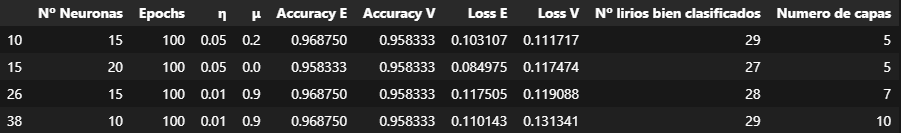 Nº Neuronas Epochs η μ Accuracy E Accuracy V Loss E Loss V Nº lirios bien clasificados Numero de capas
10 15 100 0.05 0.2 0.968750 0.958333 0.103107 0.111717 29 5
15 20 100 0.05 0.0 0.958333 0.958333 0.084975 0.117474 27 5
26 15 100 0.01 0.9 0.968750 0.958333 0.117505 0.119088 28 7
38 10 100 0.01 0.9 0.968750 0.958333 0.110143 0.131341 29 10